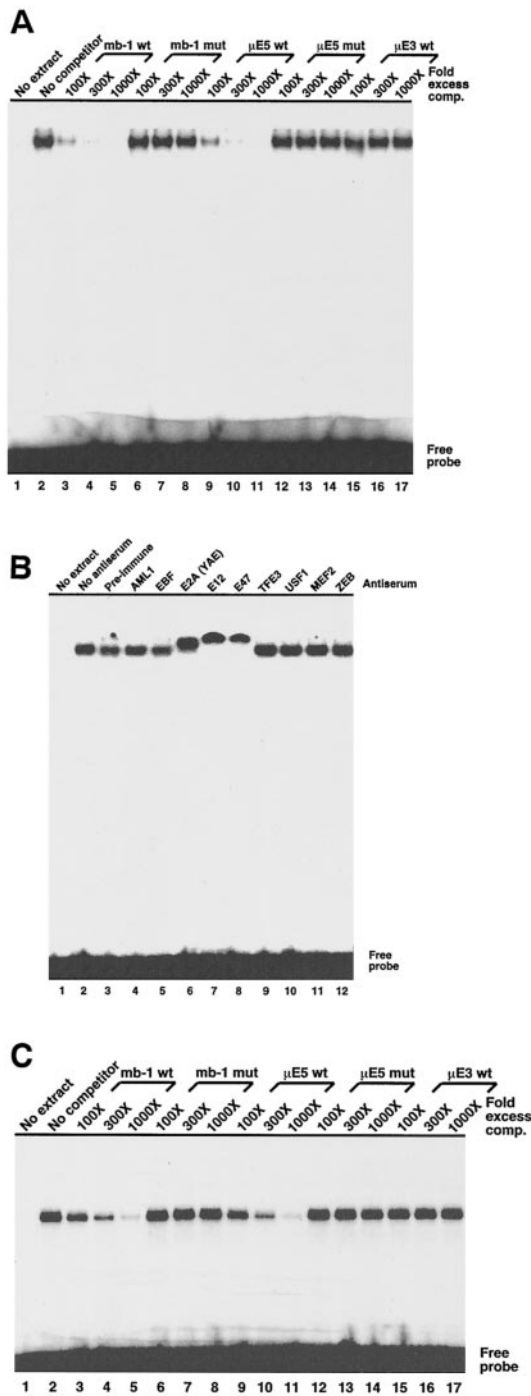 A
mb-1 wt mb-1 mut µE5 wt µE5 mut µE3 wt
No extract No competitor 100X 300X 1000X 100X 300X 1000X 100X 300X 1000X 100X 300X 1000X 100X 300X 1000X
Fold
excess
comp.
Free
probe
1 2 3 4 5 6 7 8 9 10 11 12 13 14 15 16 17
B
No extract No antiserum Pre-immune AML1 EBF E2A (YAE) E12 E47 TFE3 USF1 MEF2 ZEB
Antiserum
Free
probe
1 2 3 4 5 6 7 8 9 10 11 12
C
mb-1 wt mb-1 mut µE5 wt µE5 mut µE3 wt
No extract No competitor 100X 300X 1000X 100X 300X 1000X 100X 300X 1000X 100X 300X 1000X 100X 300X 1000X
Fold
excess
comp.
Free
probe
1 2 3 4 5 6 7 8 9 10 11 12 13 14 15 16 17